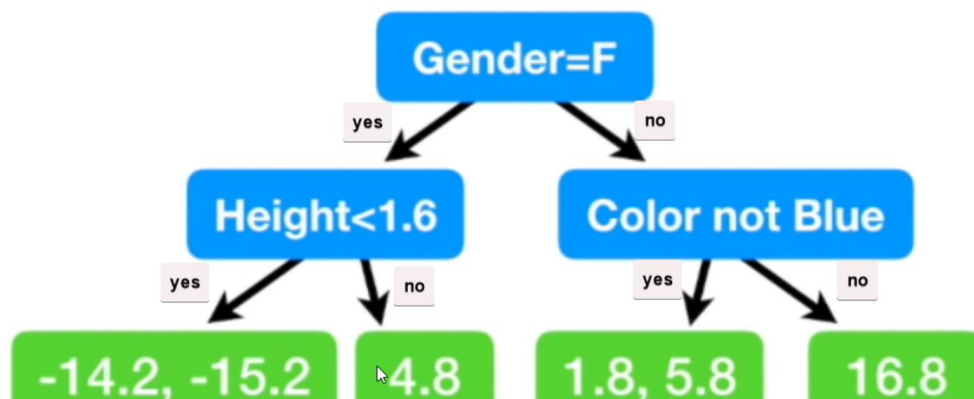 Gender=F
yes
no
Height<1.6
Color not Blue
yes
no
yes
no
-14.2, -15.2
4.8
1.8, 5.8
16.8